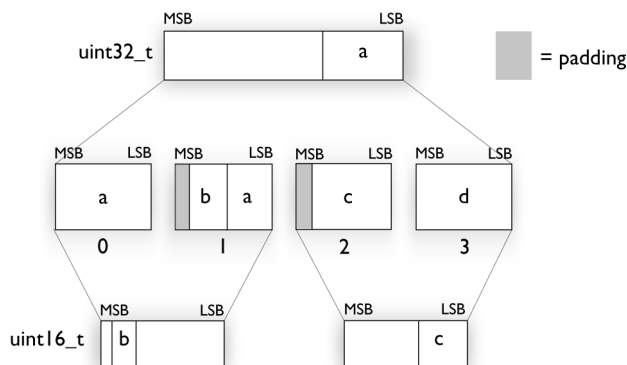 MSB LSB
uint32_t a = padding
MSB LSB MSB LSB MSB LSB MSB LSB
a b a c d
0 1 2 3
MSB LSB MSB LSB
uint16_t b c